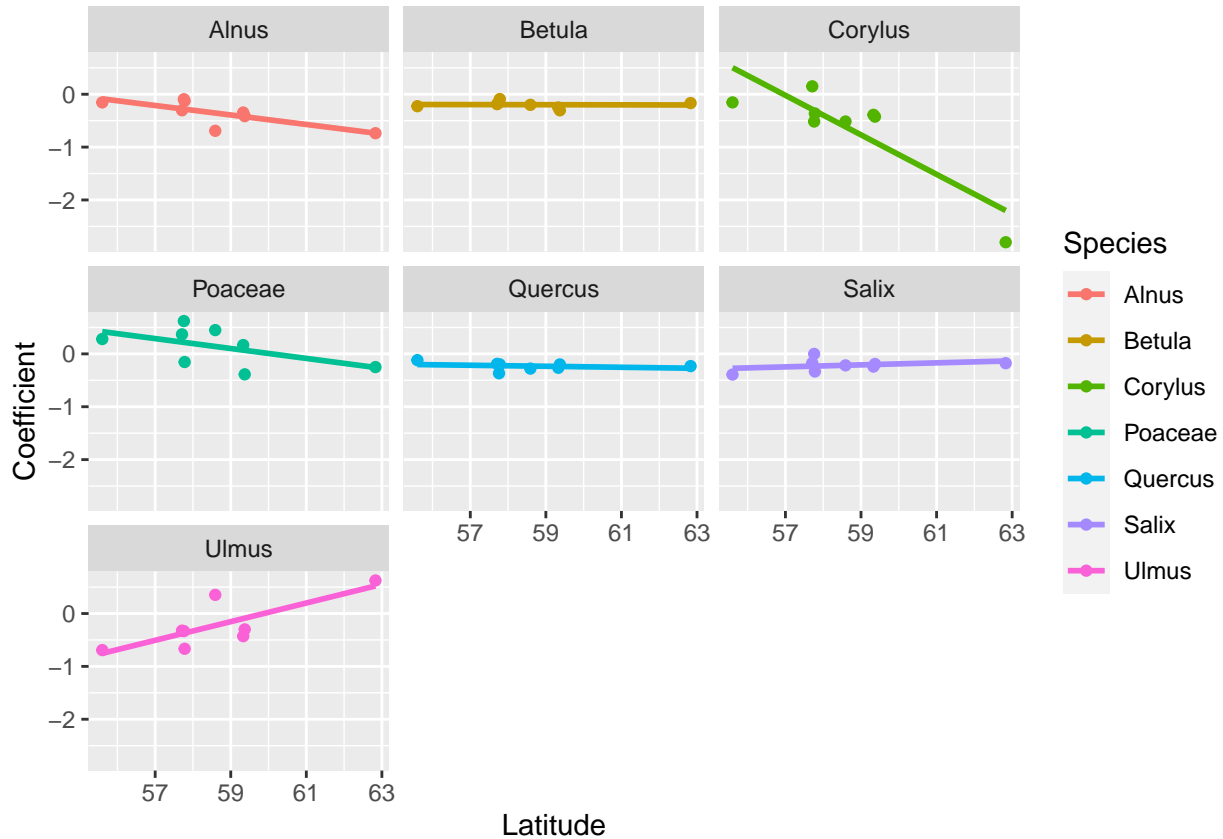 Alnus
Betula
Corylus
0
−1
−2
Poaceae
Quercus
Salix
0
−1
−2
57 59 61 63
57 59 61 63
Ulmus
0
−1
−2
57 59 61 63
Latitude
Coefficient
Species
Alnus
Betula
Corylus
Poaceae
Quercus
Salix
Ulmus